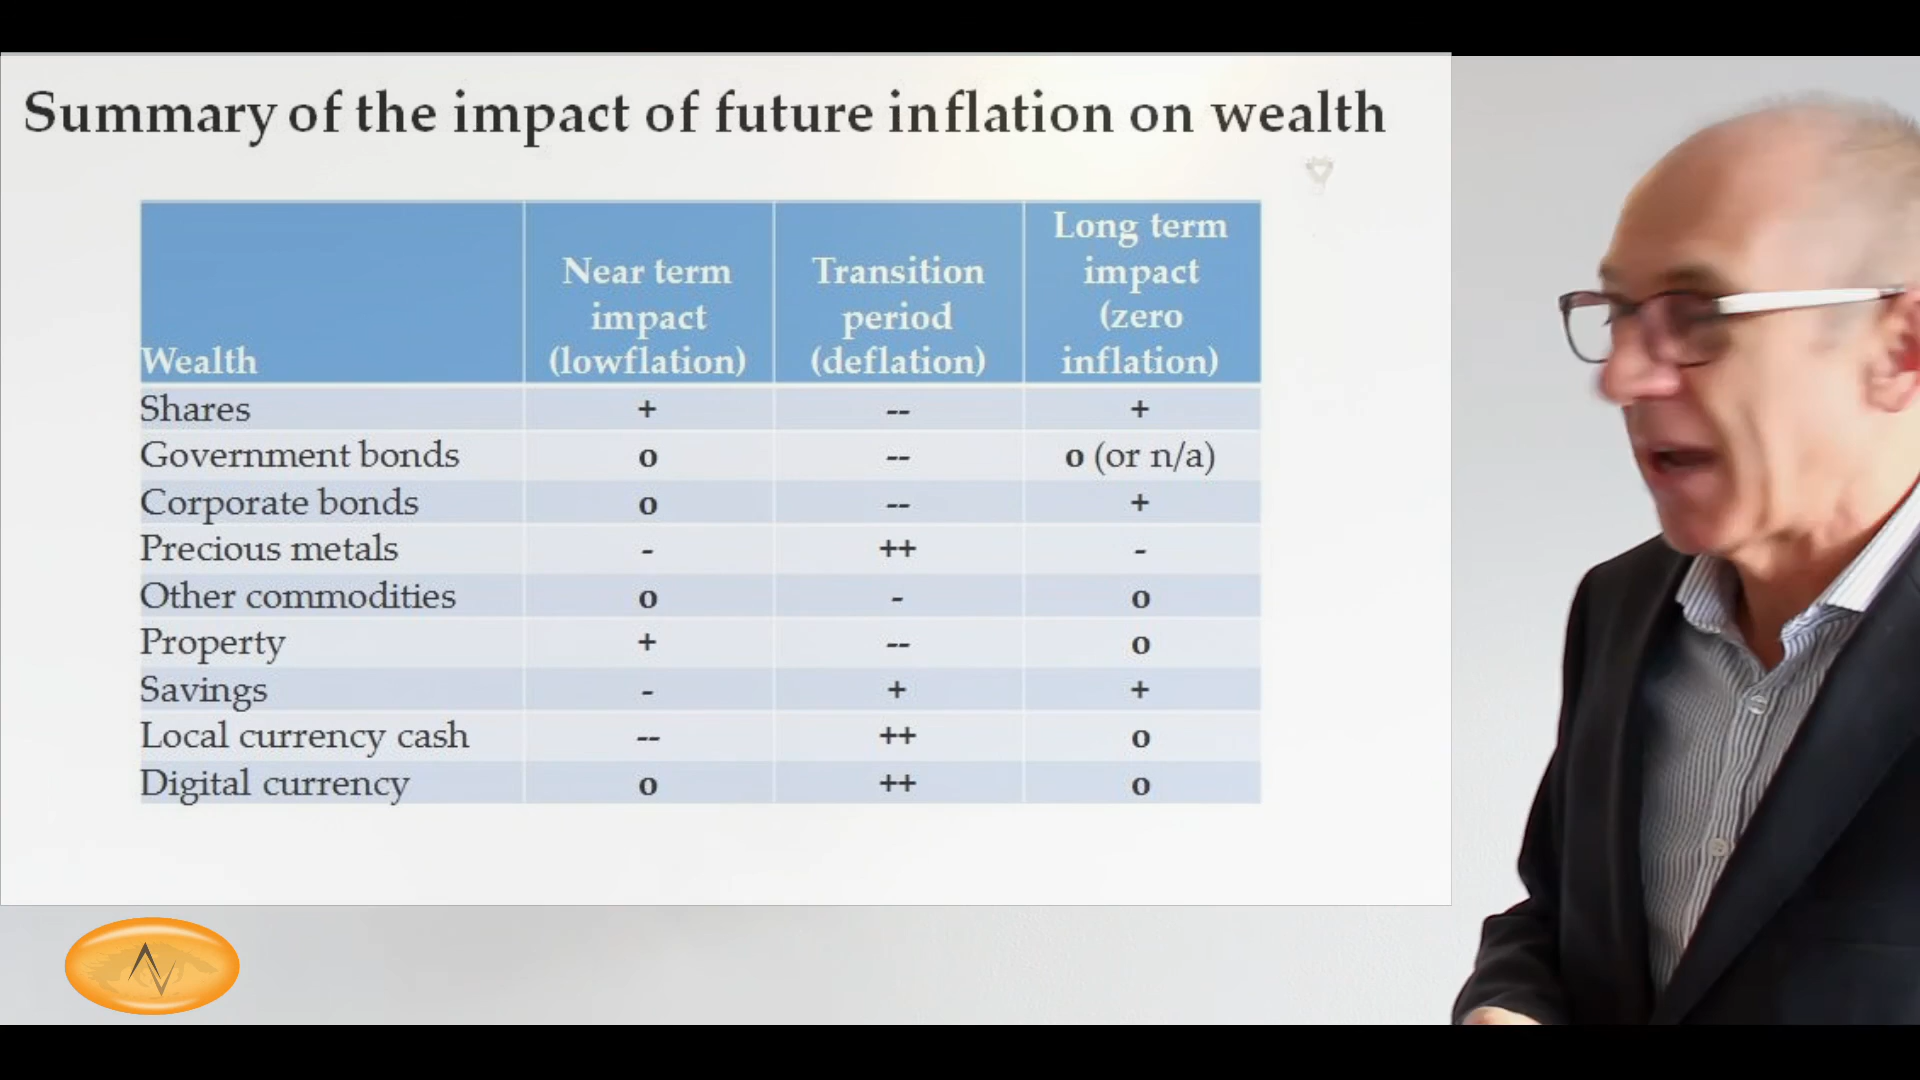 Summary of the impact of future inflation on wealth
Wealth
Near term impact (lowflation)
Transition period (deflation)
Long term impact (zero inflation)
Shares + -- +
Government bonds o -- o (or n/a)
Corporate bonds o -- +
Precious metals - ++ -
Other commodities o - o
Property + -- o
Savings - + +
Local currency cash -- ++ o
Digital currency o ++ o